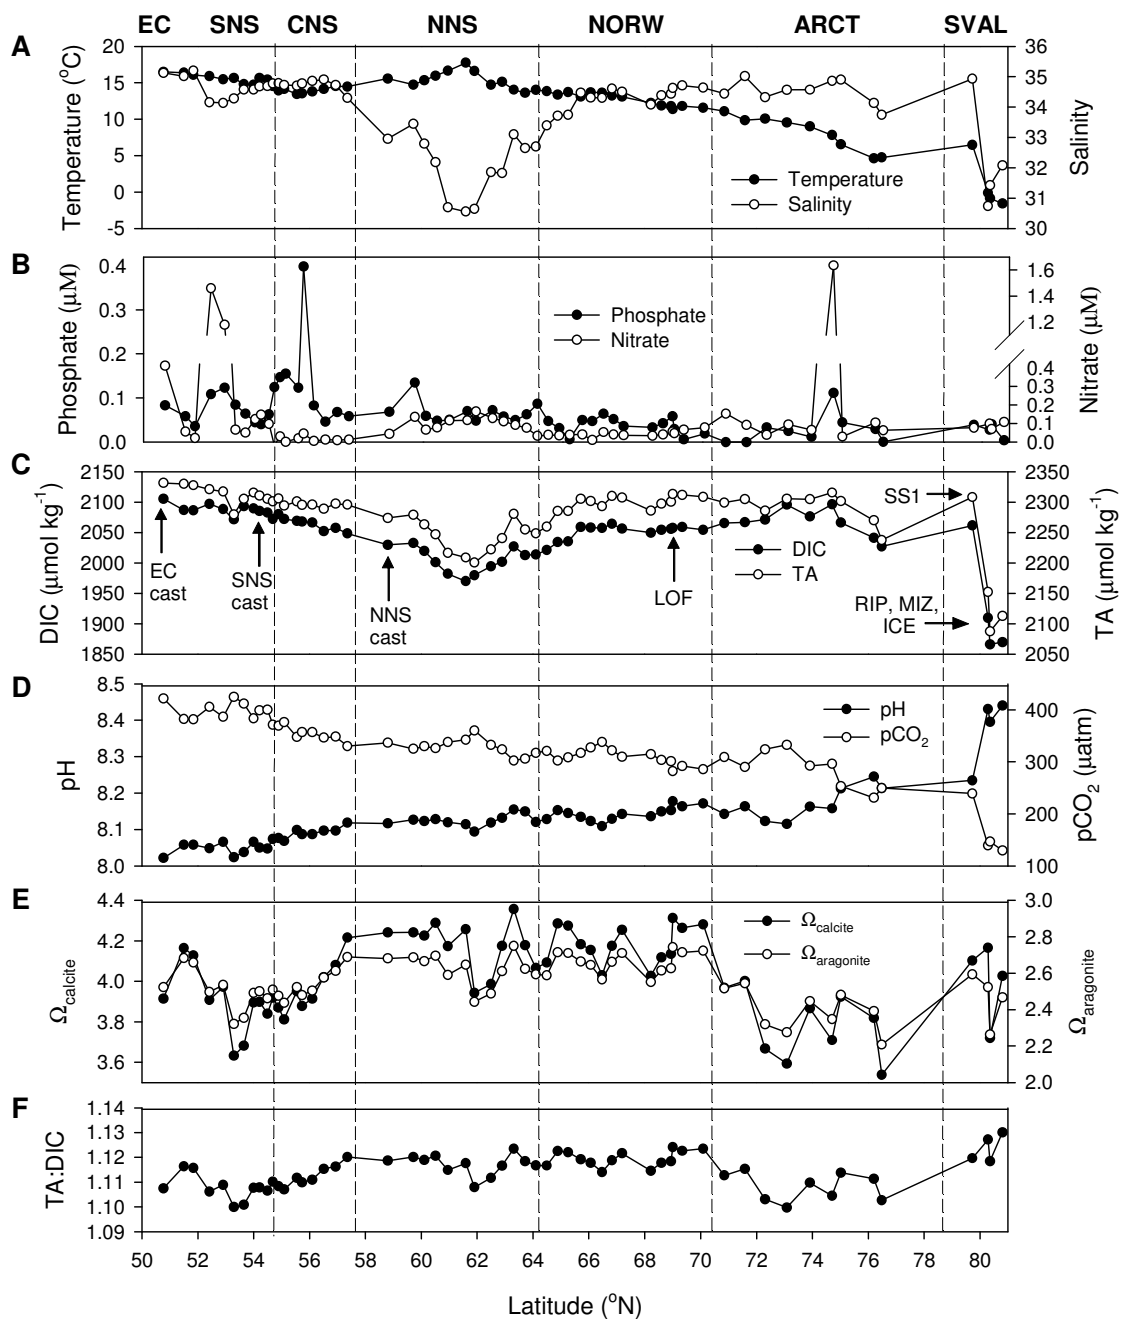 EC SNS CNS NNS NORW ARCT SVAL
A
Temperature (°C)
20
15
10
5
0
-5
Temperature
Salinity
36
35
34
33
32
31
30
Salinity
B
Phosphate (μM)
0.4
0.3
0.2
0.1
0.0
Phosphate
Nitrate
1.6
1.4
1.2
0.4
0.3
0.2
0.1
0.0
Nitrate (μM)
C
DIC (μmol kg⁻¹)
2150
2100
2050
2000
1950
1900
1850
EC
cast
SNS
cast
NNS
cast
LOF
DIC
TA
SS1
RIP, MIZ,
ICE
2350
2300
2250
2200
2150
2100
2050
TA (μmol kg⁻¹)
D
pH
8.5
8.4
8.3
8.2
8.1
8.0
pH
pCO₂
400
300
200
100
pCO₂ (μatm)
E
Ωcalcite
4.4
4.2
4.0
3.8
3.6
Ωcalcite
Ωaragonite
3.0
2.8
2.6
2.4
2.2
2.0
Ωaragonite
F
TA:DIC
1.14
1.13
1.12
1.11
1.10
1.09
50 52 54 56 58 60 62 64 66 68 70 72 74 76 78 80
Latitude (°N)